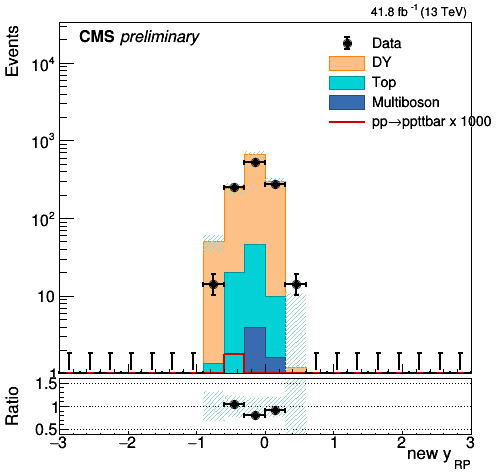 41.8 fb⁻¹ (13 TeV)
CMS preliminary
Events
Data
DY
Top
Multiboson
pp→ppttbar x 1000
10⁴
10³
10²
10
1
1.5
1
0.5
Ratio
−3 −2 −1 0 1 2 3
new y_RP